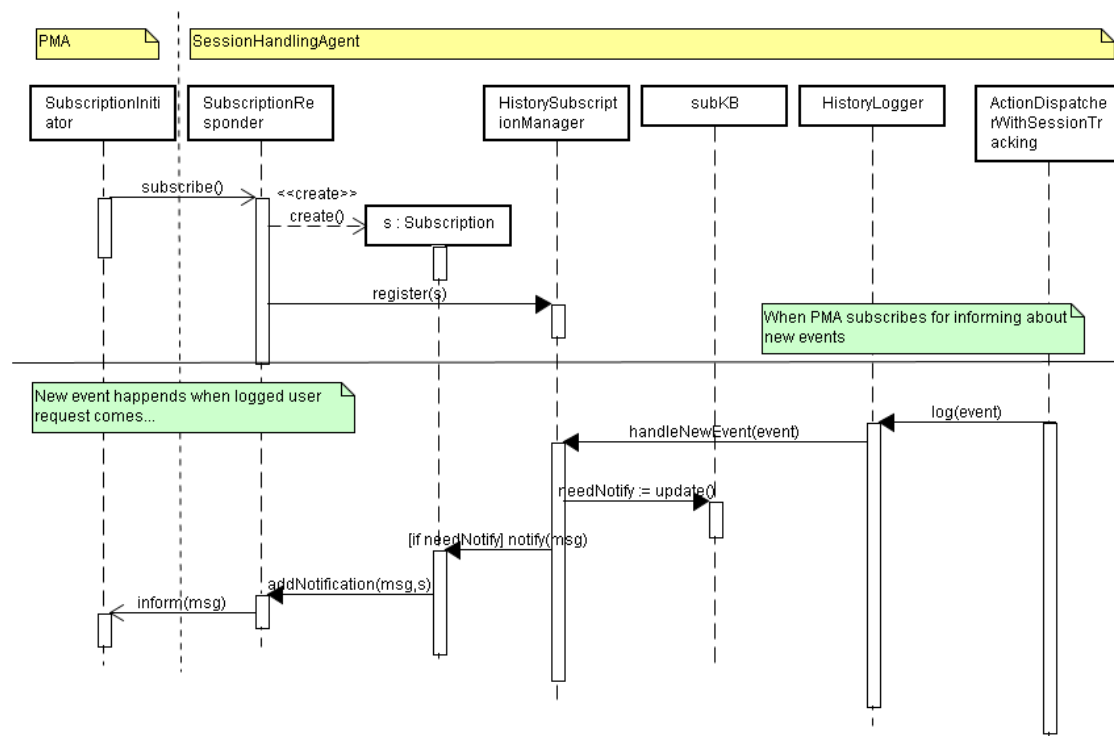 PMA
SessionHandlingAgent
SubscriptionIniti
ator
SubscriptionRe
sponder
HistorySubscript
ionManager
subKB
HistoryLogger
ActionDispatche
rWithSessionTr
acking
subscribe()
<<create>>
create()
s : Subscription
register(s)
When PMA subscribes for informing about
new events
New event happends when logged user
request comes...
log(event)
handleNewEvent(event)
needNotify := update()
[if needNotify] notify(msg)
addNotification(msg,s)
inform(msg)